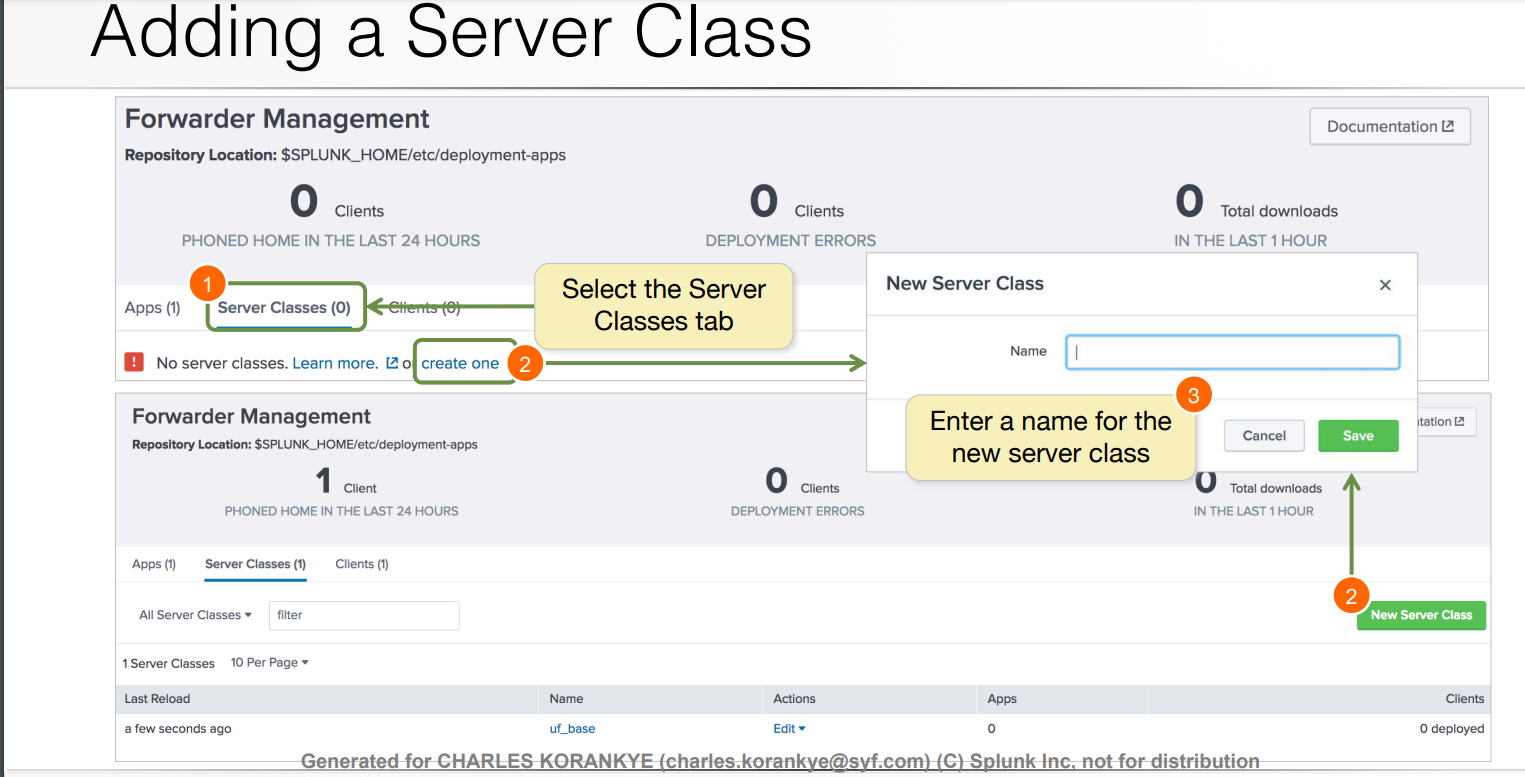 Adding a Server Class
Forwarder Management
Documentation
Repository Location: $SPLUNK_HOME/etc/deployment-apps
0 Clients
PHONED HOME IN THE LAST 24 HOURS
0 Clients
DEPLOYMENT ERRORS
0 Total downloads
IN THE LAST 1 HOUR
1
Apps (1) Server Classes (0) Clients (0)
Select the Server
Classes tab
No server classes. Learn more. or create one
2
New Server Class
Name
3
Enter a name for the
new server class
Cancel Save
Forwarder Management
tation
Repository Location: $SPLUNK_HOME/etc/deployment-apps
1 Client
PHONED HOME IN THE LAST 24 HOURS
0 Clients
DEPLOYMENT ERRORS
0 Total downloads
IN THE LAST 1 HOUR
Apps (1) Server Classes (1) Clients (1)
2
All Server Classes filter New Server Class
1 Server Classes 10 Per Page
Last Reload Name Actions Apps Clients
a few seconds ago uf_base Edit 0 0 deployed
Generated for CHARLES KORANKYE (charles.korankye@syf.com) (C) Splunk Inc, not for distribution